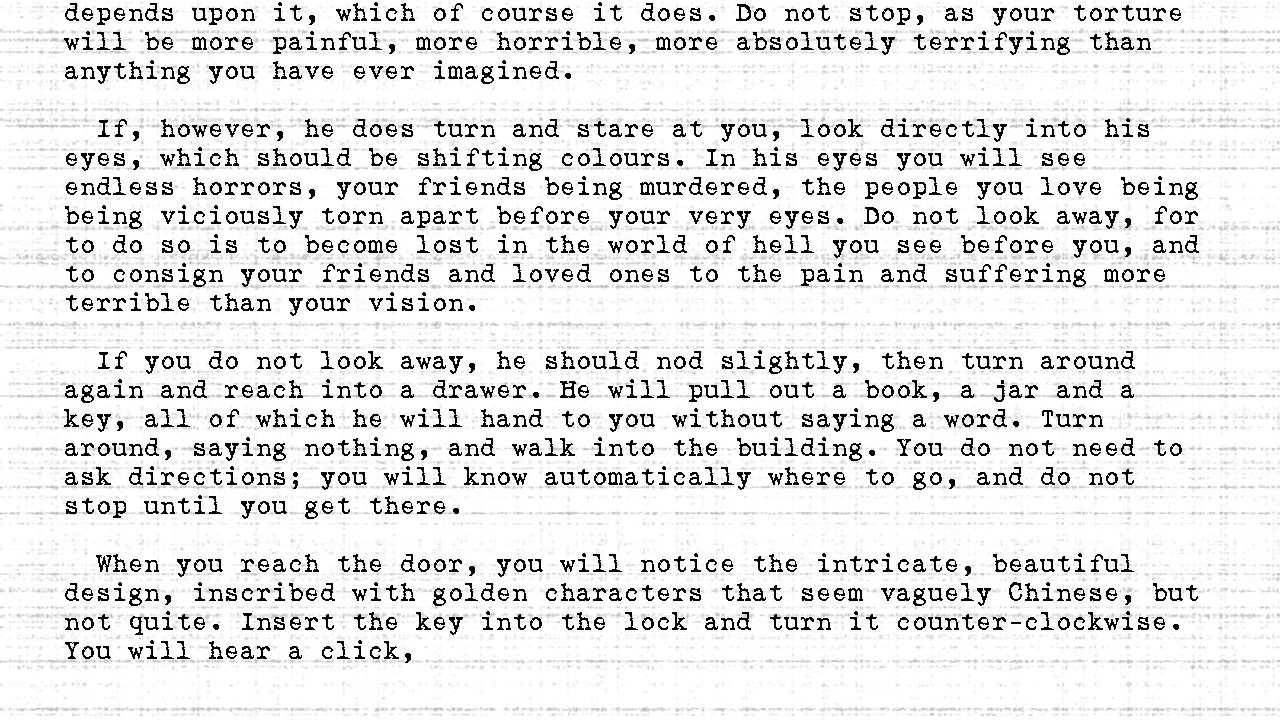 depends upon it, which of course it does. Do not stop, as your torture
will be more painful, more horrible, more absolutely terrifying than
anything you have ever imagined.
If, however, he does turn and stare at you, look directly into his
eyes, which should be shifting colours. In his eyes you will see
endless horrors, your friends being murdered, the people you love being
being viciously torn apart before your very eyes. Do not look away, for
to do so is to become lost in the world of hell you see before you, and
to consign your friends and loved ones to the pain and suffering more
terrible than your vision.
If you do not look away, he should nod slightly, then turn around
again and reach into a drawer. He will pull out a book, a jar and a
key, all of which he will hand to you without saying a word. Turn
around, saying nothing, and walk into the building. You do not need to
ask directions; you will know automatically where to go, and do not
stop until you get there.
When you reach the door, you will notice the intricate, beautiful
design, inscribed with golden characters that seem vaguely Chinese, but
not quite. Insert the key into the lock and turn it counter-clockwise.
You will hear a click,